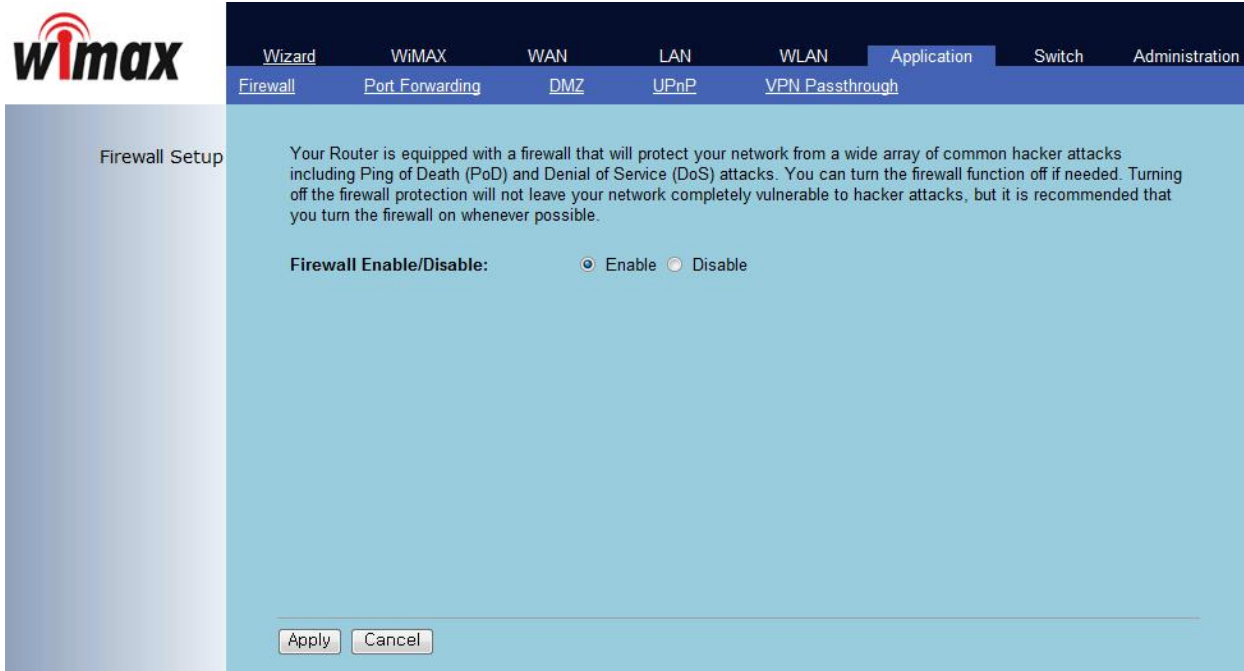 wimax
Wizard WiMAX WAN LAN WLAN Application Switch Administration
Firewall Port Forwarding DMZ UPnP VPN Passthrough
Firewall Setup
Your Router is equipped with a firewall that will protect your network from a wide array of common hacker attacks
including Ping of Death (PoD) and Denial of Service (DoS) attacks. You can turn the firewall function off if needed. Turning
off the firewall protection will not leave your network completely vulnerable to hacker attacks, but it is recommended that
you turn the firewall on whenever possible.
Firewall Enable/Disable: Enable Disable
Apply Cancel